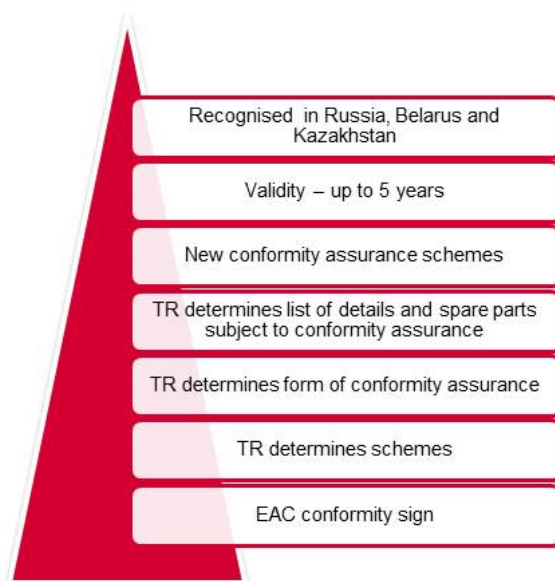 Recognised in Russia, Belarus and
Kazakhstan
Validity – up to 5 years
New conformity assurance schemes
TR determines list of details and spare parts
subject to conformity assurance
TR determines form of conformity assurance
TR determines schemes
EAC conformity sign